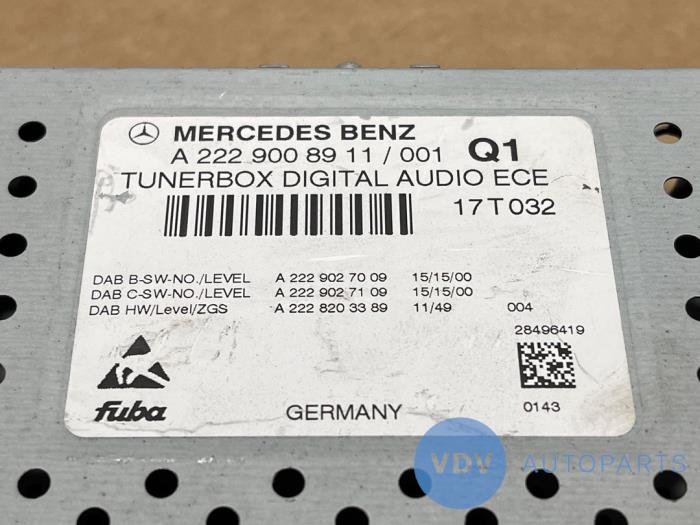 MERCEDES BENZ
A 222 900 89 11 / 001 Q1
TUNERBOX DIGITAL AUDIO ECE
17T032
DAB B-SW-NO./LEVEL A 222 902 70 09 15/15/00
DAB C-SW-NO./LEVEL A 222 902 71 09 15/15/00
DAB HW/Level/ZGS A 222 820 33 89 11/49 004
28496419
fuba GERMANY 0143
VDV AUTOPARTS